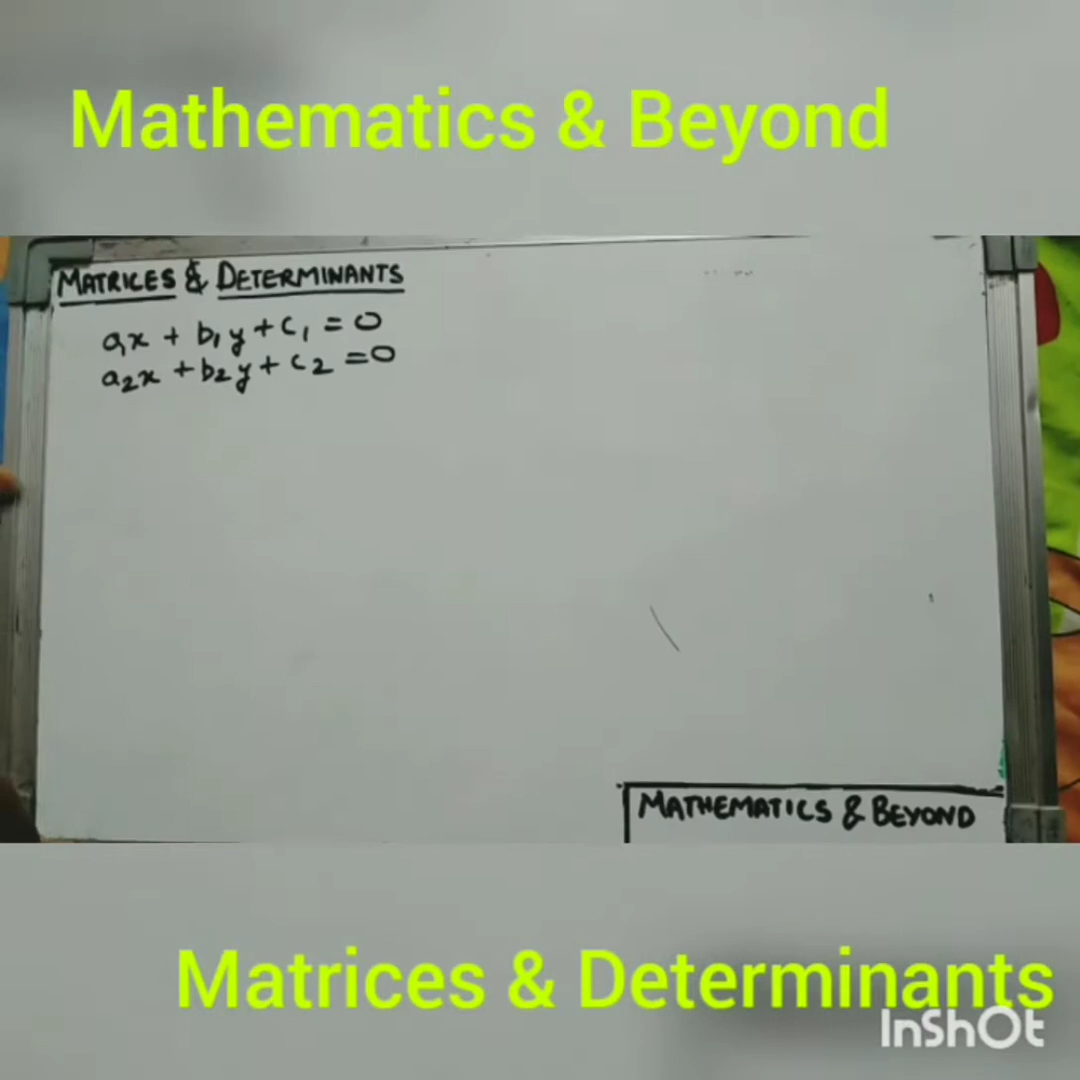 Mathematics & Beyond
MATRICES & DETERMINANTS
a₁x + b₁y + c₁ = 0
a₂x + b₂y + c₂ = 0
MATHEMATICS & BEYOND
Matrices & Determinants
InShOt